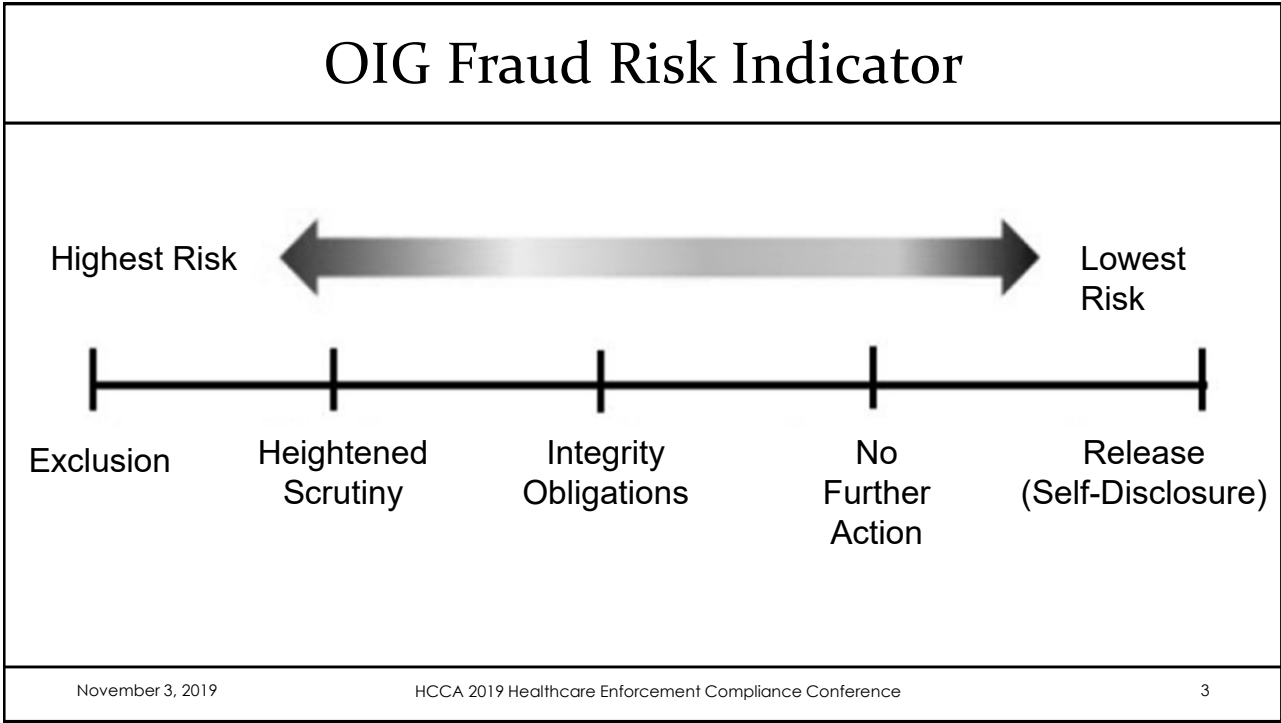 OIG Fraud Risk Indicator
Highest Risk
Lowest
Risk
Exclusion
Heightened
Scrutiny
Integrity
Obligations
No
Further
Action
Release
(Self-Disclosure)
November 3, 2019
HCCA 2019 Healthcare Enforcement Compliance Conference
3